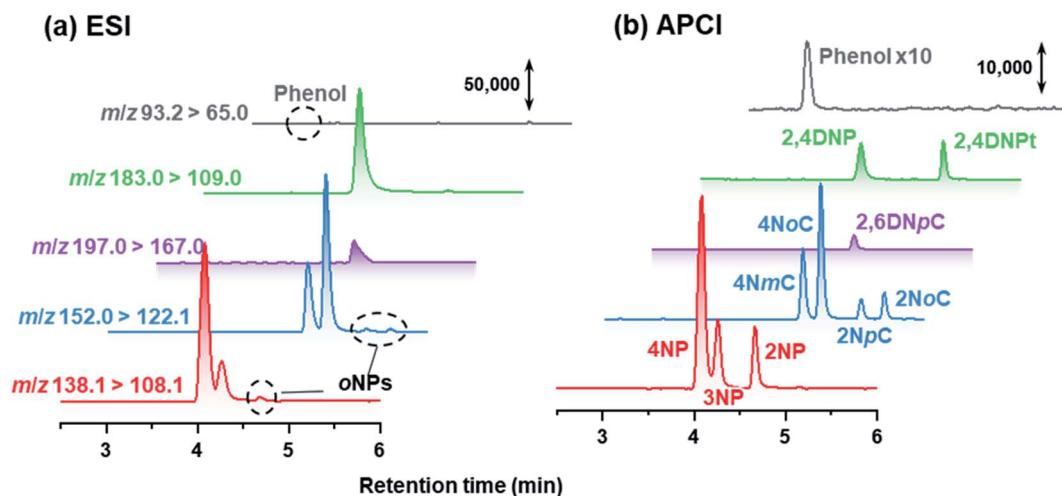 (a) ESI
Phenol
50,000
m/z 93.2 > 65.0
m/z 183.0 > 109.0
m/z 197.0 > 167.0
m/z 152.0 > 122.1
m/z 138.1 > 108.1
oNPs
3 4 5 6
(b) APCI
Phenol x10
10,000
2,4DNP
2,4DNPt
4NoC
2,6DNpC
4NmC
2NoC
2NpC
4NP
2NP
3NP
3 4 5 6
Retention time (min)